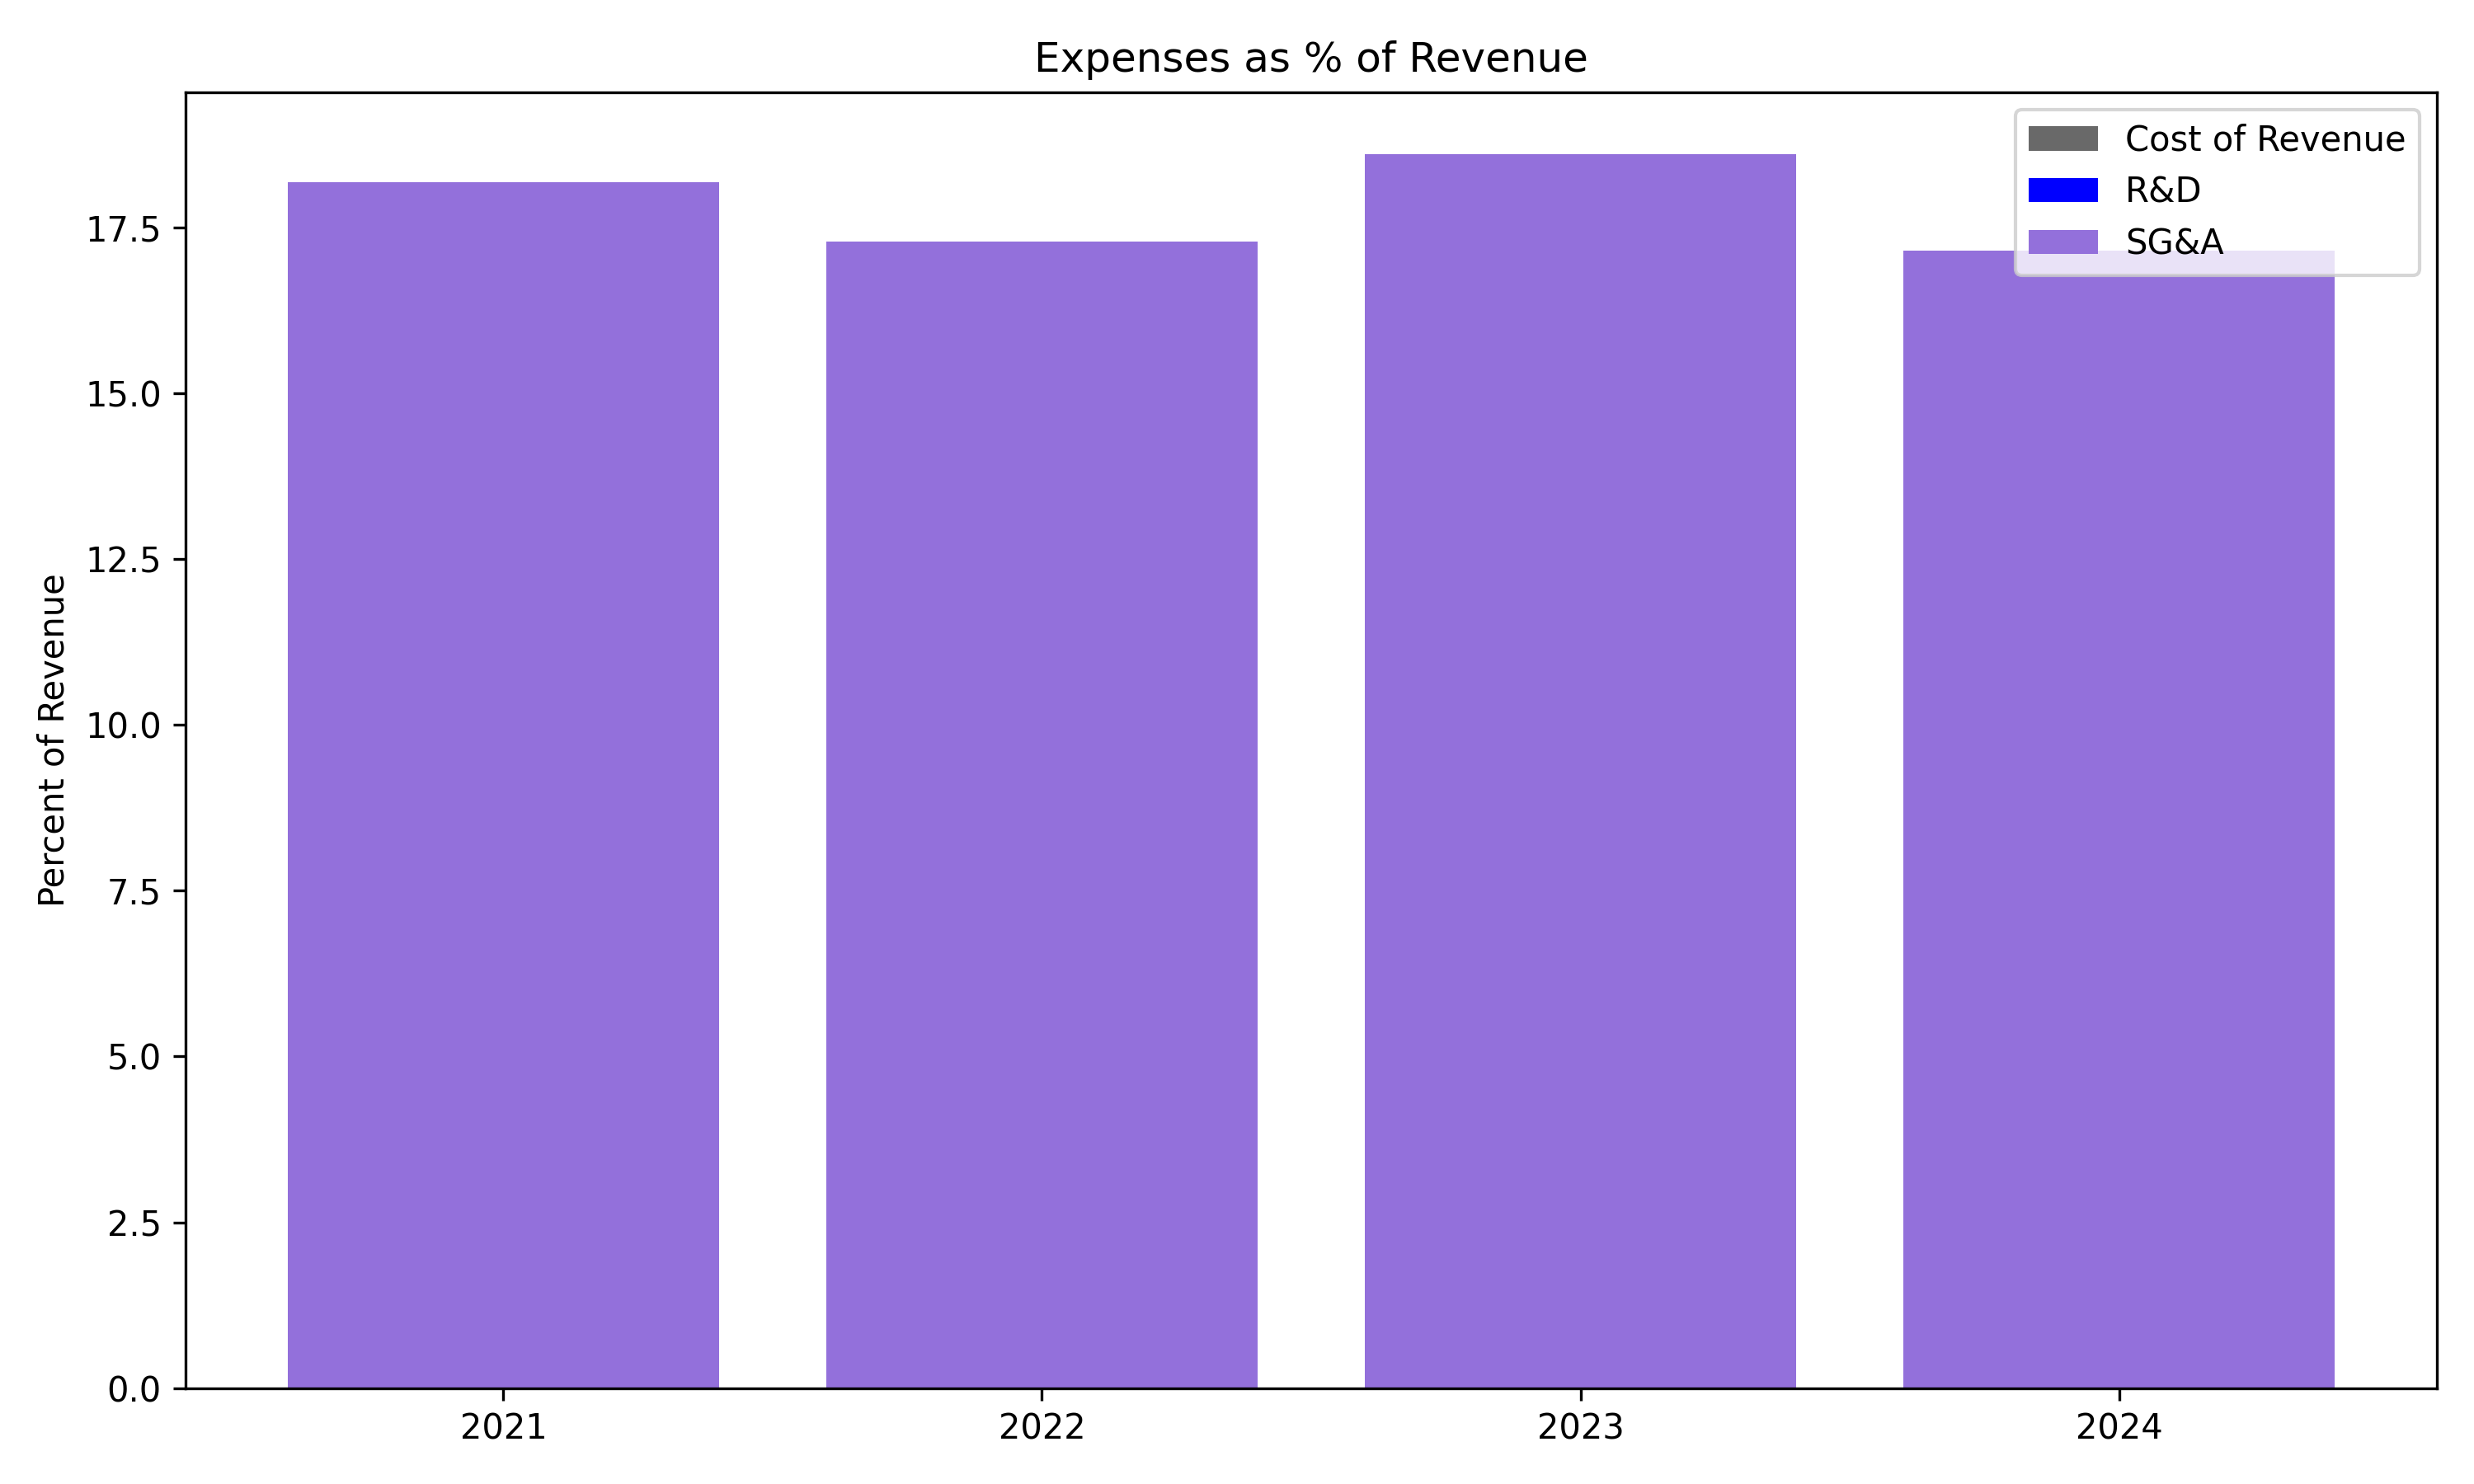 Expenses as % of Revenue
Cost of Revenue
R&D
SG&A
Percent of Revenue
17.5
15.0
12.5
10.0
7.5
5.0
2.5
0.0
2021
2022
2023
2024